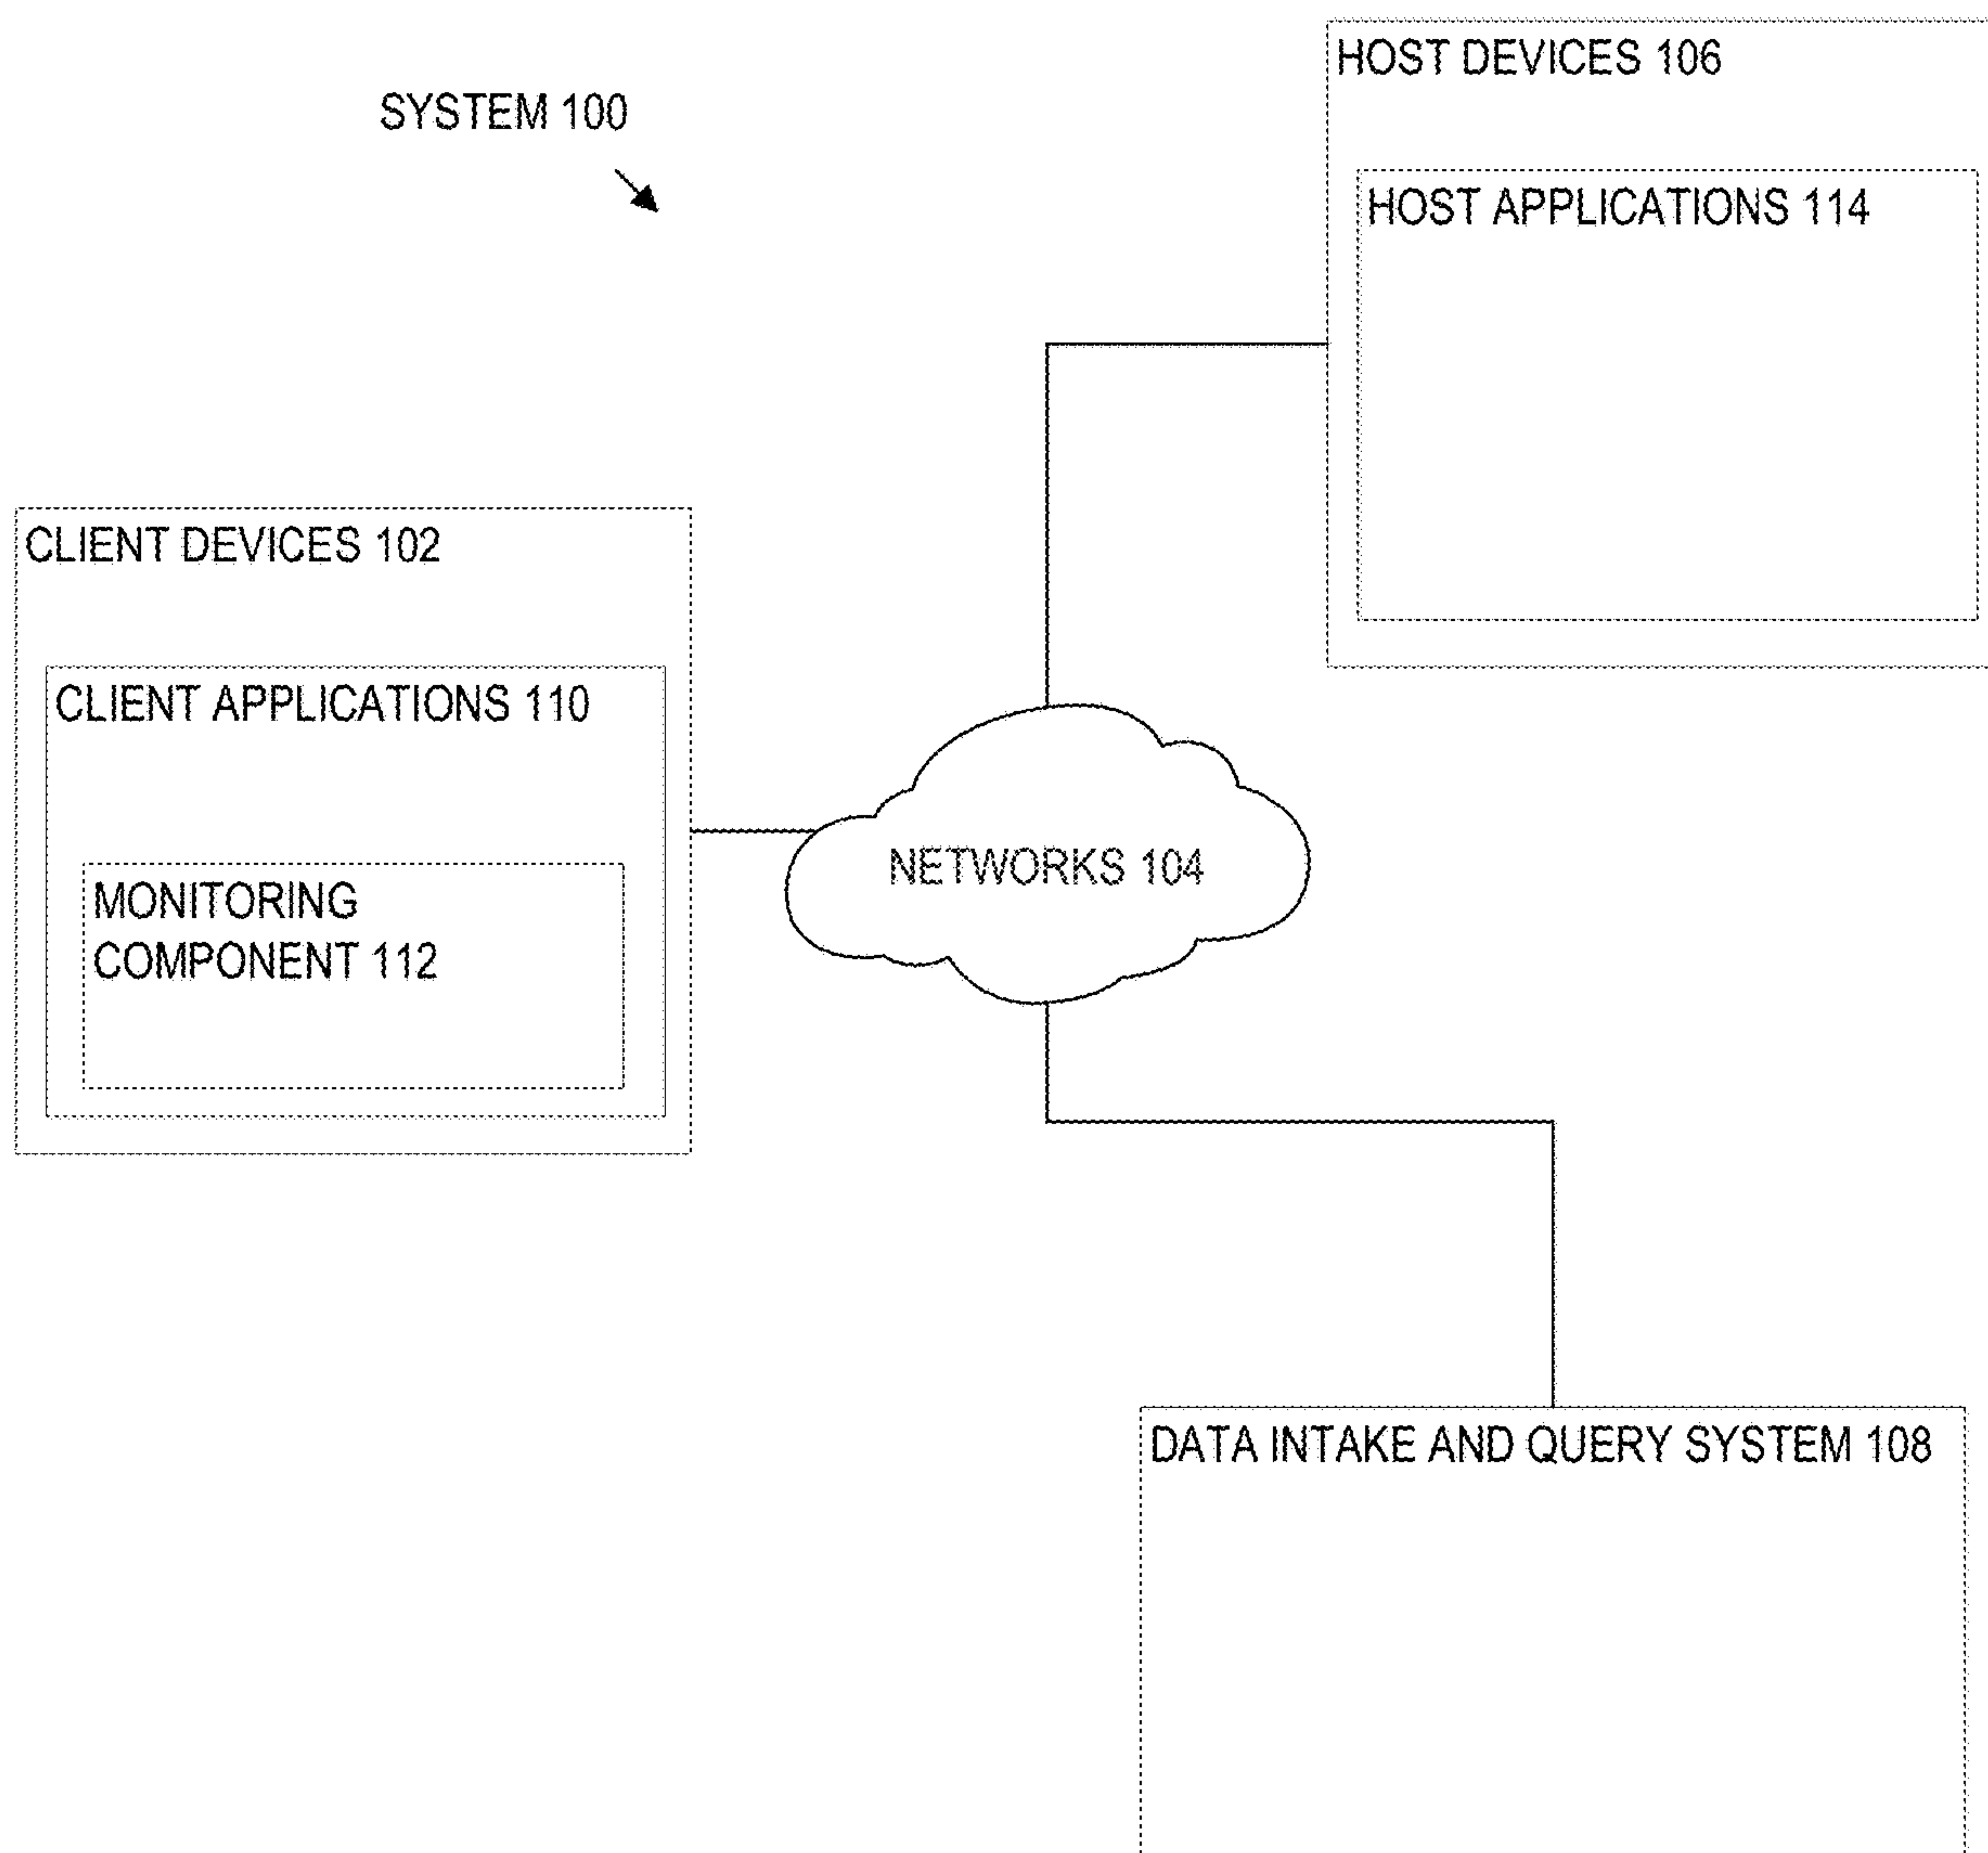 SYSTEM 100
HOST DEVICES 106
HOST APPLICATIONS 114
CLIENT DEVICES 102
CLIENT APPLICATIONS 110
MONITORING
COMPONENT 112
NETWORKS 104
DATA INTAKE AND QUERY SYSTEM 108